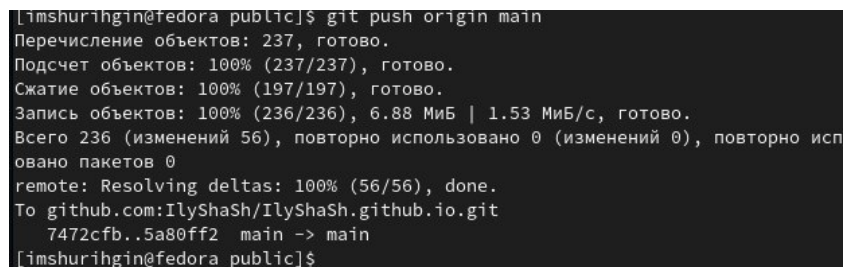 [imshurihgin@fedora public]$ git push origin main
Перечисление объектов: 237, готово.
Подсчет объектов: 100% (237/237), готово.
Сжатие объектов: 100% (197/197), готово.
Запись объектов: 100% (236/236), 6.88 МиБ | 1.53 МиБ/с, готово.
Всего 236 (изменений 56), повторно использовано 0 (изменений 0), повторно исп
овано пакетов 0
remote: Resolving deltas: 100% (56/56), done.
To github.com:IlyShaSh/IlyShaSh.github.io.git
7472cfb..5a80ff2  main -> main
[imshurihgin@fedora public]$